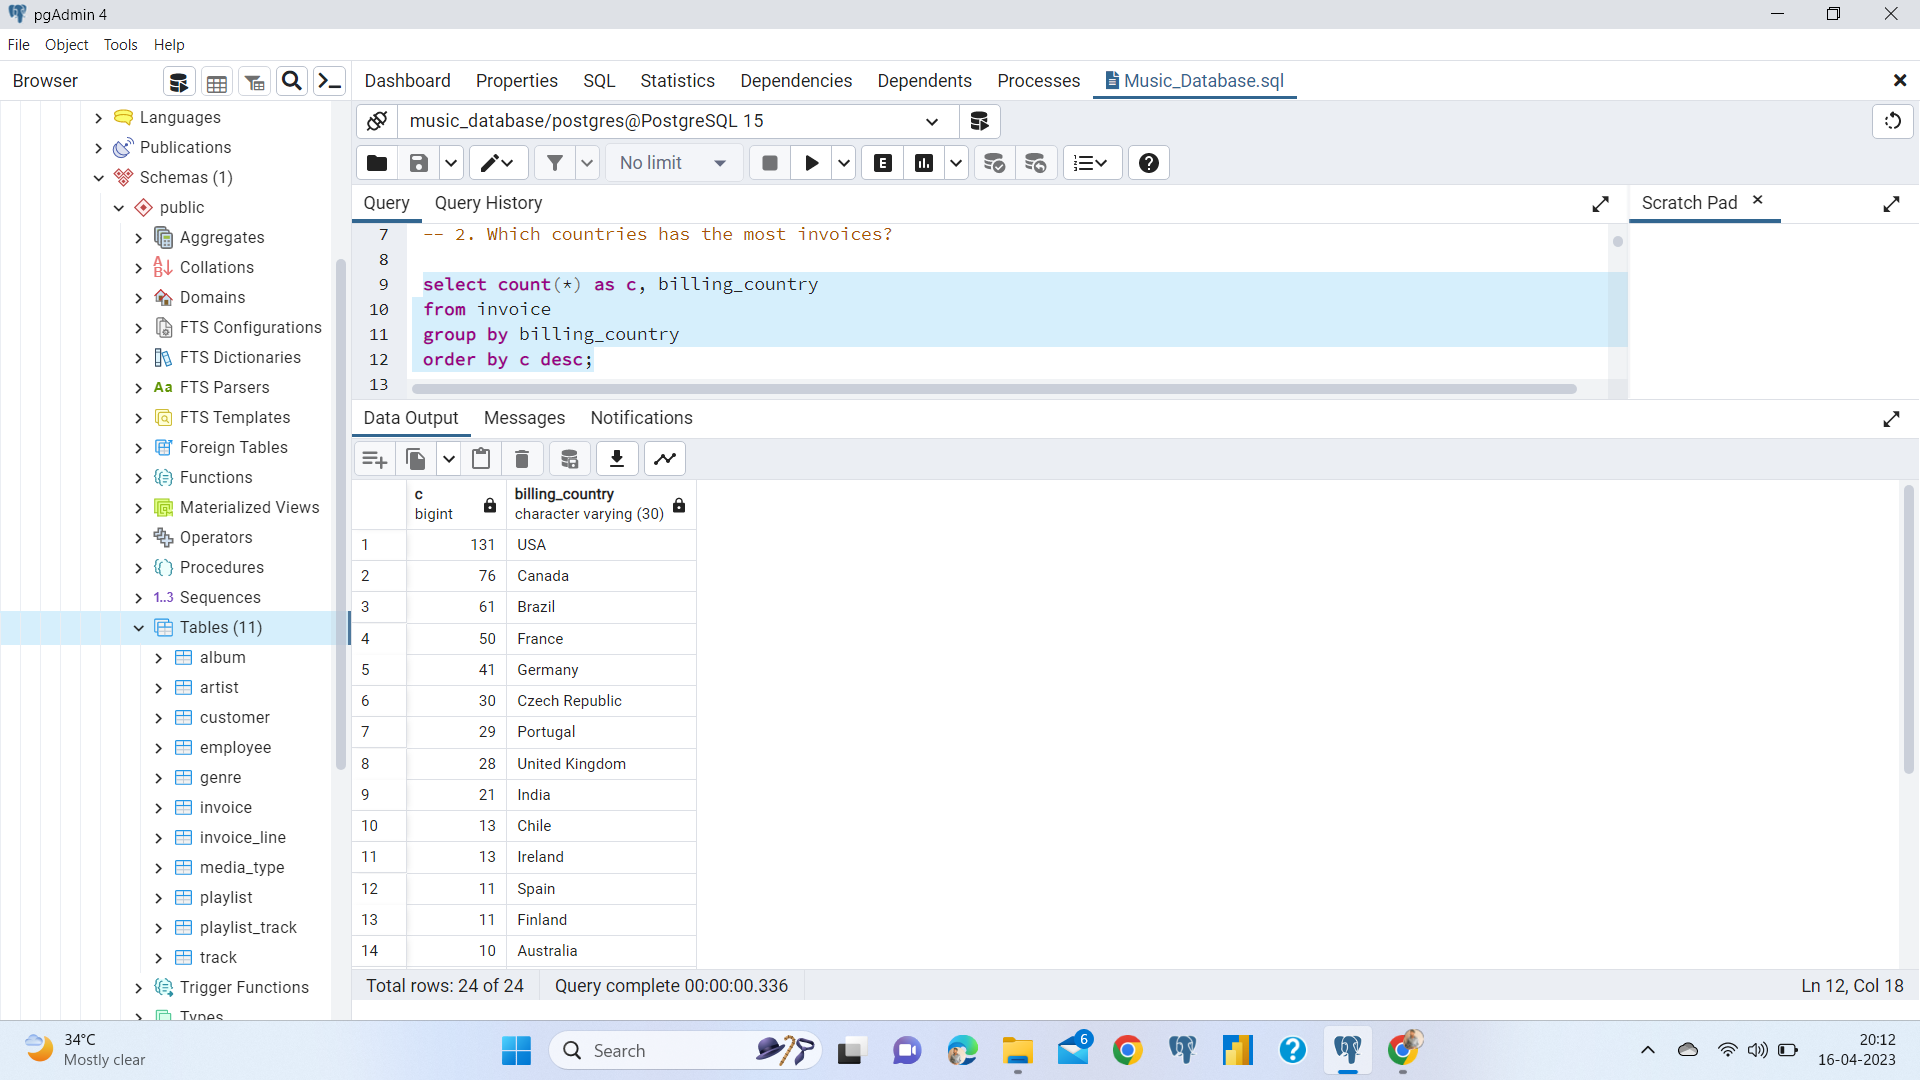 pgAdmin 4
File Object Tools Help
Browser
Dashboard Properties SQL Statistics Dependencies Dependents Processes Music_Database.sql
Languages
Publications
Schemas (1)
public
Aggregates
Collations
Domains
FTS Configurations
FTS Dictionaries
Aa FTS Parsers
FTS Templates
Foreign Tables
Functions
Materialized Views
Operators
Procedures
1..3 Sequences
Tables (11)
album
artist
customer
employee
genre
invoice
invoice_line
media_type
playlist
playlist_track
track
Trigger Functions
Types
music_database/postgres@PostgreSQL 15
No limit
E
Query Query History
Scratch Pad
7 -- 2. Which countries has the most invoices?
8
9 select count(*) as c, billing_country
10 from invoice
11 group by billing_country
12 order by c desc;
13
Data Output Messages Notifications
c billing_country
bigint character varying (30)
1 131 USA
2 76 Canada
3 61 Brazil
4 50 France
5 41 Germany
6 30 Czech Republic
7 29 Portugal
8 28 United Kingdom
9 21 India
10 13 Chile
11 13 Ireland
12 11 Spain
13 11 Finland
14 10 Australia
Total rows: 24 of 24 Query complete 00:00:00.336 Ln 12, Col 18
34°C
Mostly clear
Search
6
20:12
16-04-2023